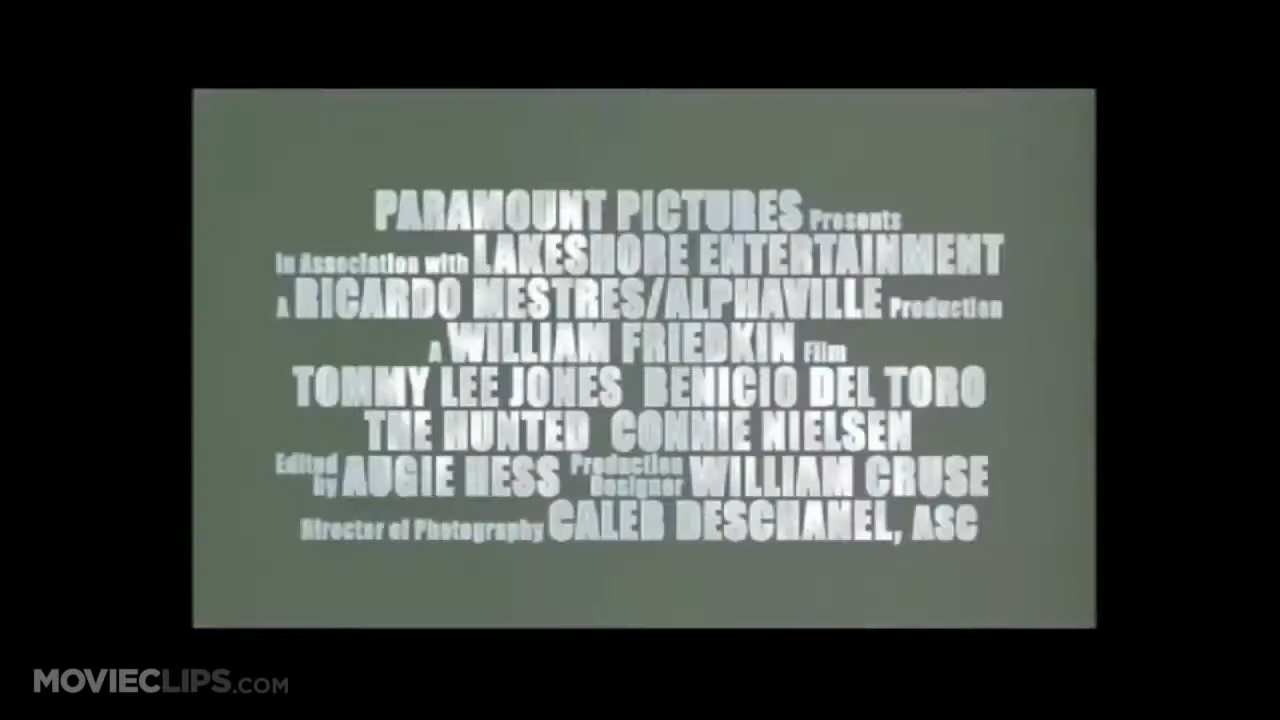 PARAMOUNT PICTURES Presents
In Association with LAKESHORE ENTERTAINMENT
A RICARDO MESTRES/ALPHAVILLE Production
A WILLIAM FRIEDKIN Film
TOMMY LEE JONES BENICIO DEL TORO
THE HUNTED CONNIE NIELSEN
Edited by AUGIE HESS Production Designer WILLIAM CRUSE
Director of Photography CALEB DESCHANEL, ASC
MOVIECLIPS.COM